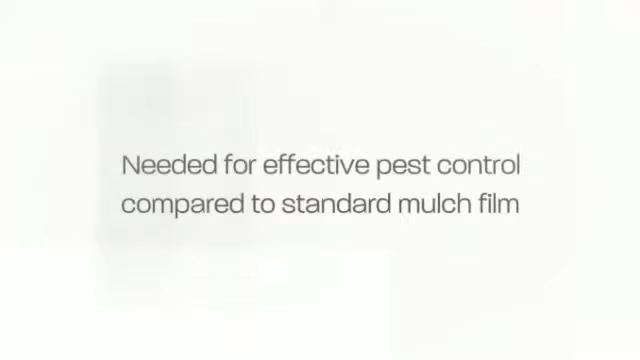 Needed for effective pest control
compared to standard mulch film